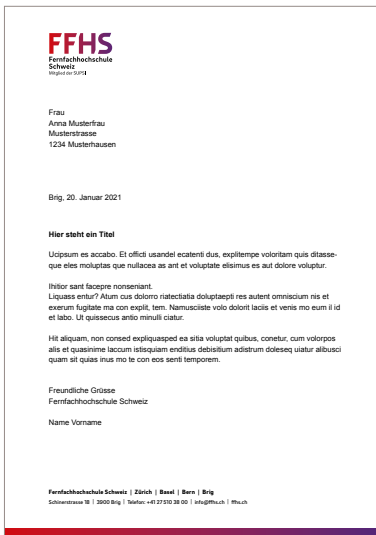 FFHS
Fernfachhochschule
Schweiz
Mitglied der SUPSI
Frau
Anna Musterfrau
Musterstrasse
1234 Musterhausen
Brig, 20. Januar 2021
Hier steht ein Titel
Ucipsum es accabo. Et officti usandel ecatenti dus, explitempe voloritam quis ditasse-
que eles moluptas que nullacea as ant et voluptate elisimus es aut dolore voluptur.
Ihitior sant facepre nonseniant.
Liquass entur? Atum cus dolorro riatectiatia doluptaepti res autent omniscium nis et
exerum fugitate ma con explit, tem. Namusciiste volo dolorit laciis et venis mo eum il id
et labo. Ut quissecus antio minulli ciatur.
Hit aliquam, non consed expliquasped ea sitia voluptat quibus, conetur, cum volorpos
alis et quasinime laccum istisquiam enditius debisitium adistrum doleseq uiatur alibusci
quam sit quias inus mo te con eos senti temporem.
Freundliche Grüsse
Fernfachhochschule Schweiz
Name Vorname
Fernfachhochschule Schweiz | Zürich | Basel | Bern | Brig
Schinerstrasse 18 | 3900 Brig | Telefon: +41 27 510 38 00 | info@ffhs.ch | ffhs.ch